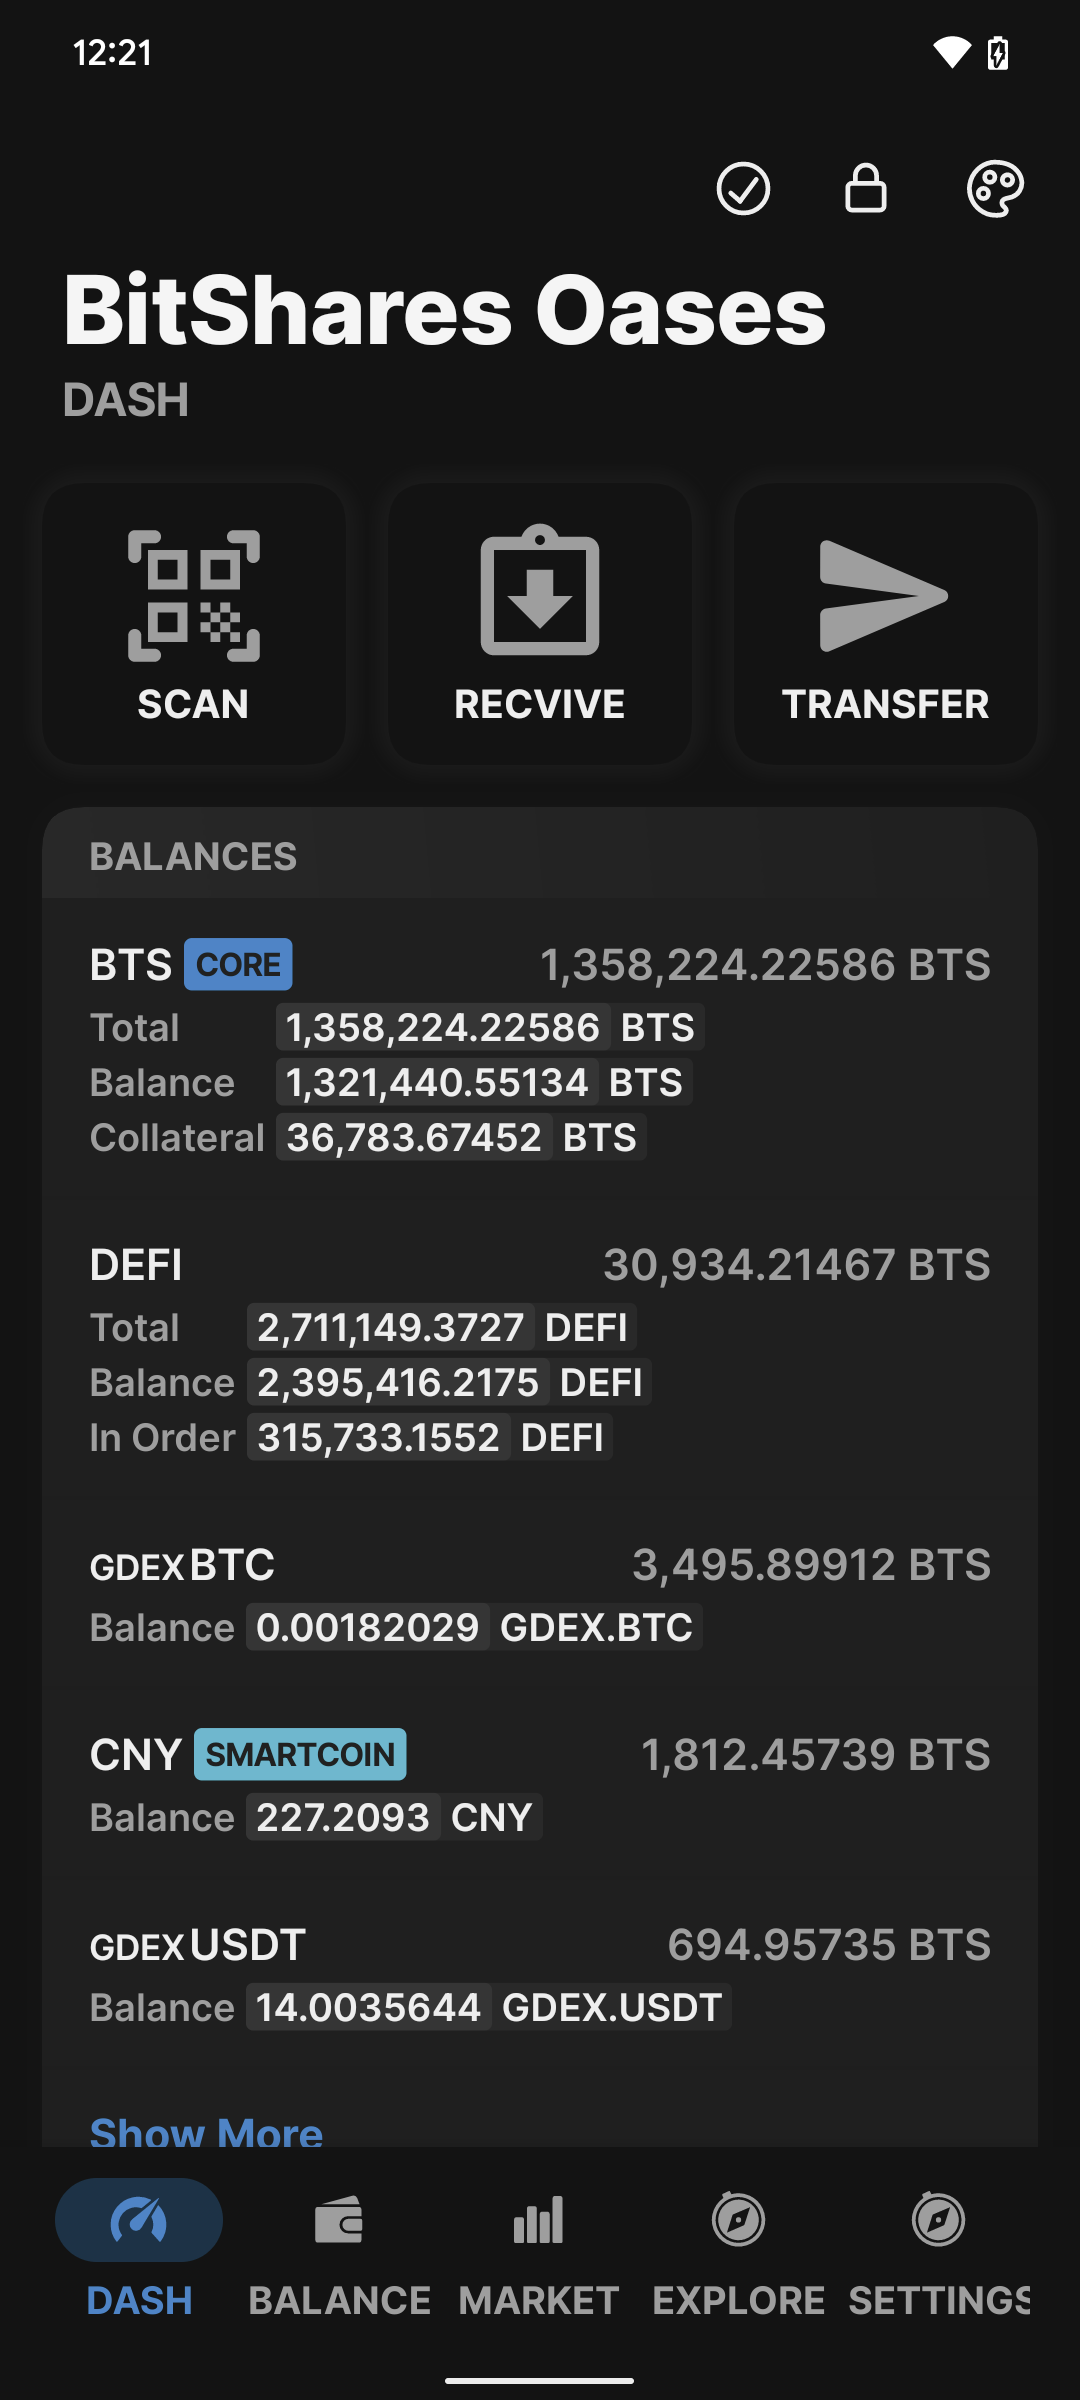 12:21
BitShares Oases
DASH
SCAN
RECVIVE
TRANSFER
BALANCES
BTS CORE 1,358,224.22586 BTS
Total 1,358,224.22586 BTS
Balance 1,321,440.55134 BTS
Collateral 36,783.67452 BTS
DEFI 30,934.21467 BTS
Total 2,711,149.3727 DEFI
Balance 2,395,416.2175 DEFI
In Order 315,733.1552 DEFI
GDEX BTC 3,495.89912 BTS
Balance 0.00182029 GDEX.BTC
CNY SMARTCOIN 1,812.45739 BTS
Balance 227.2093 CNY
GDEX USDT 694.95735 BTS
Balance 14.0035644 GDEX.USDT
Show More
DASH
BALANCE
MARKET
EXPLORE
SETTINGS